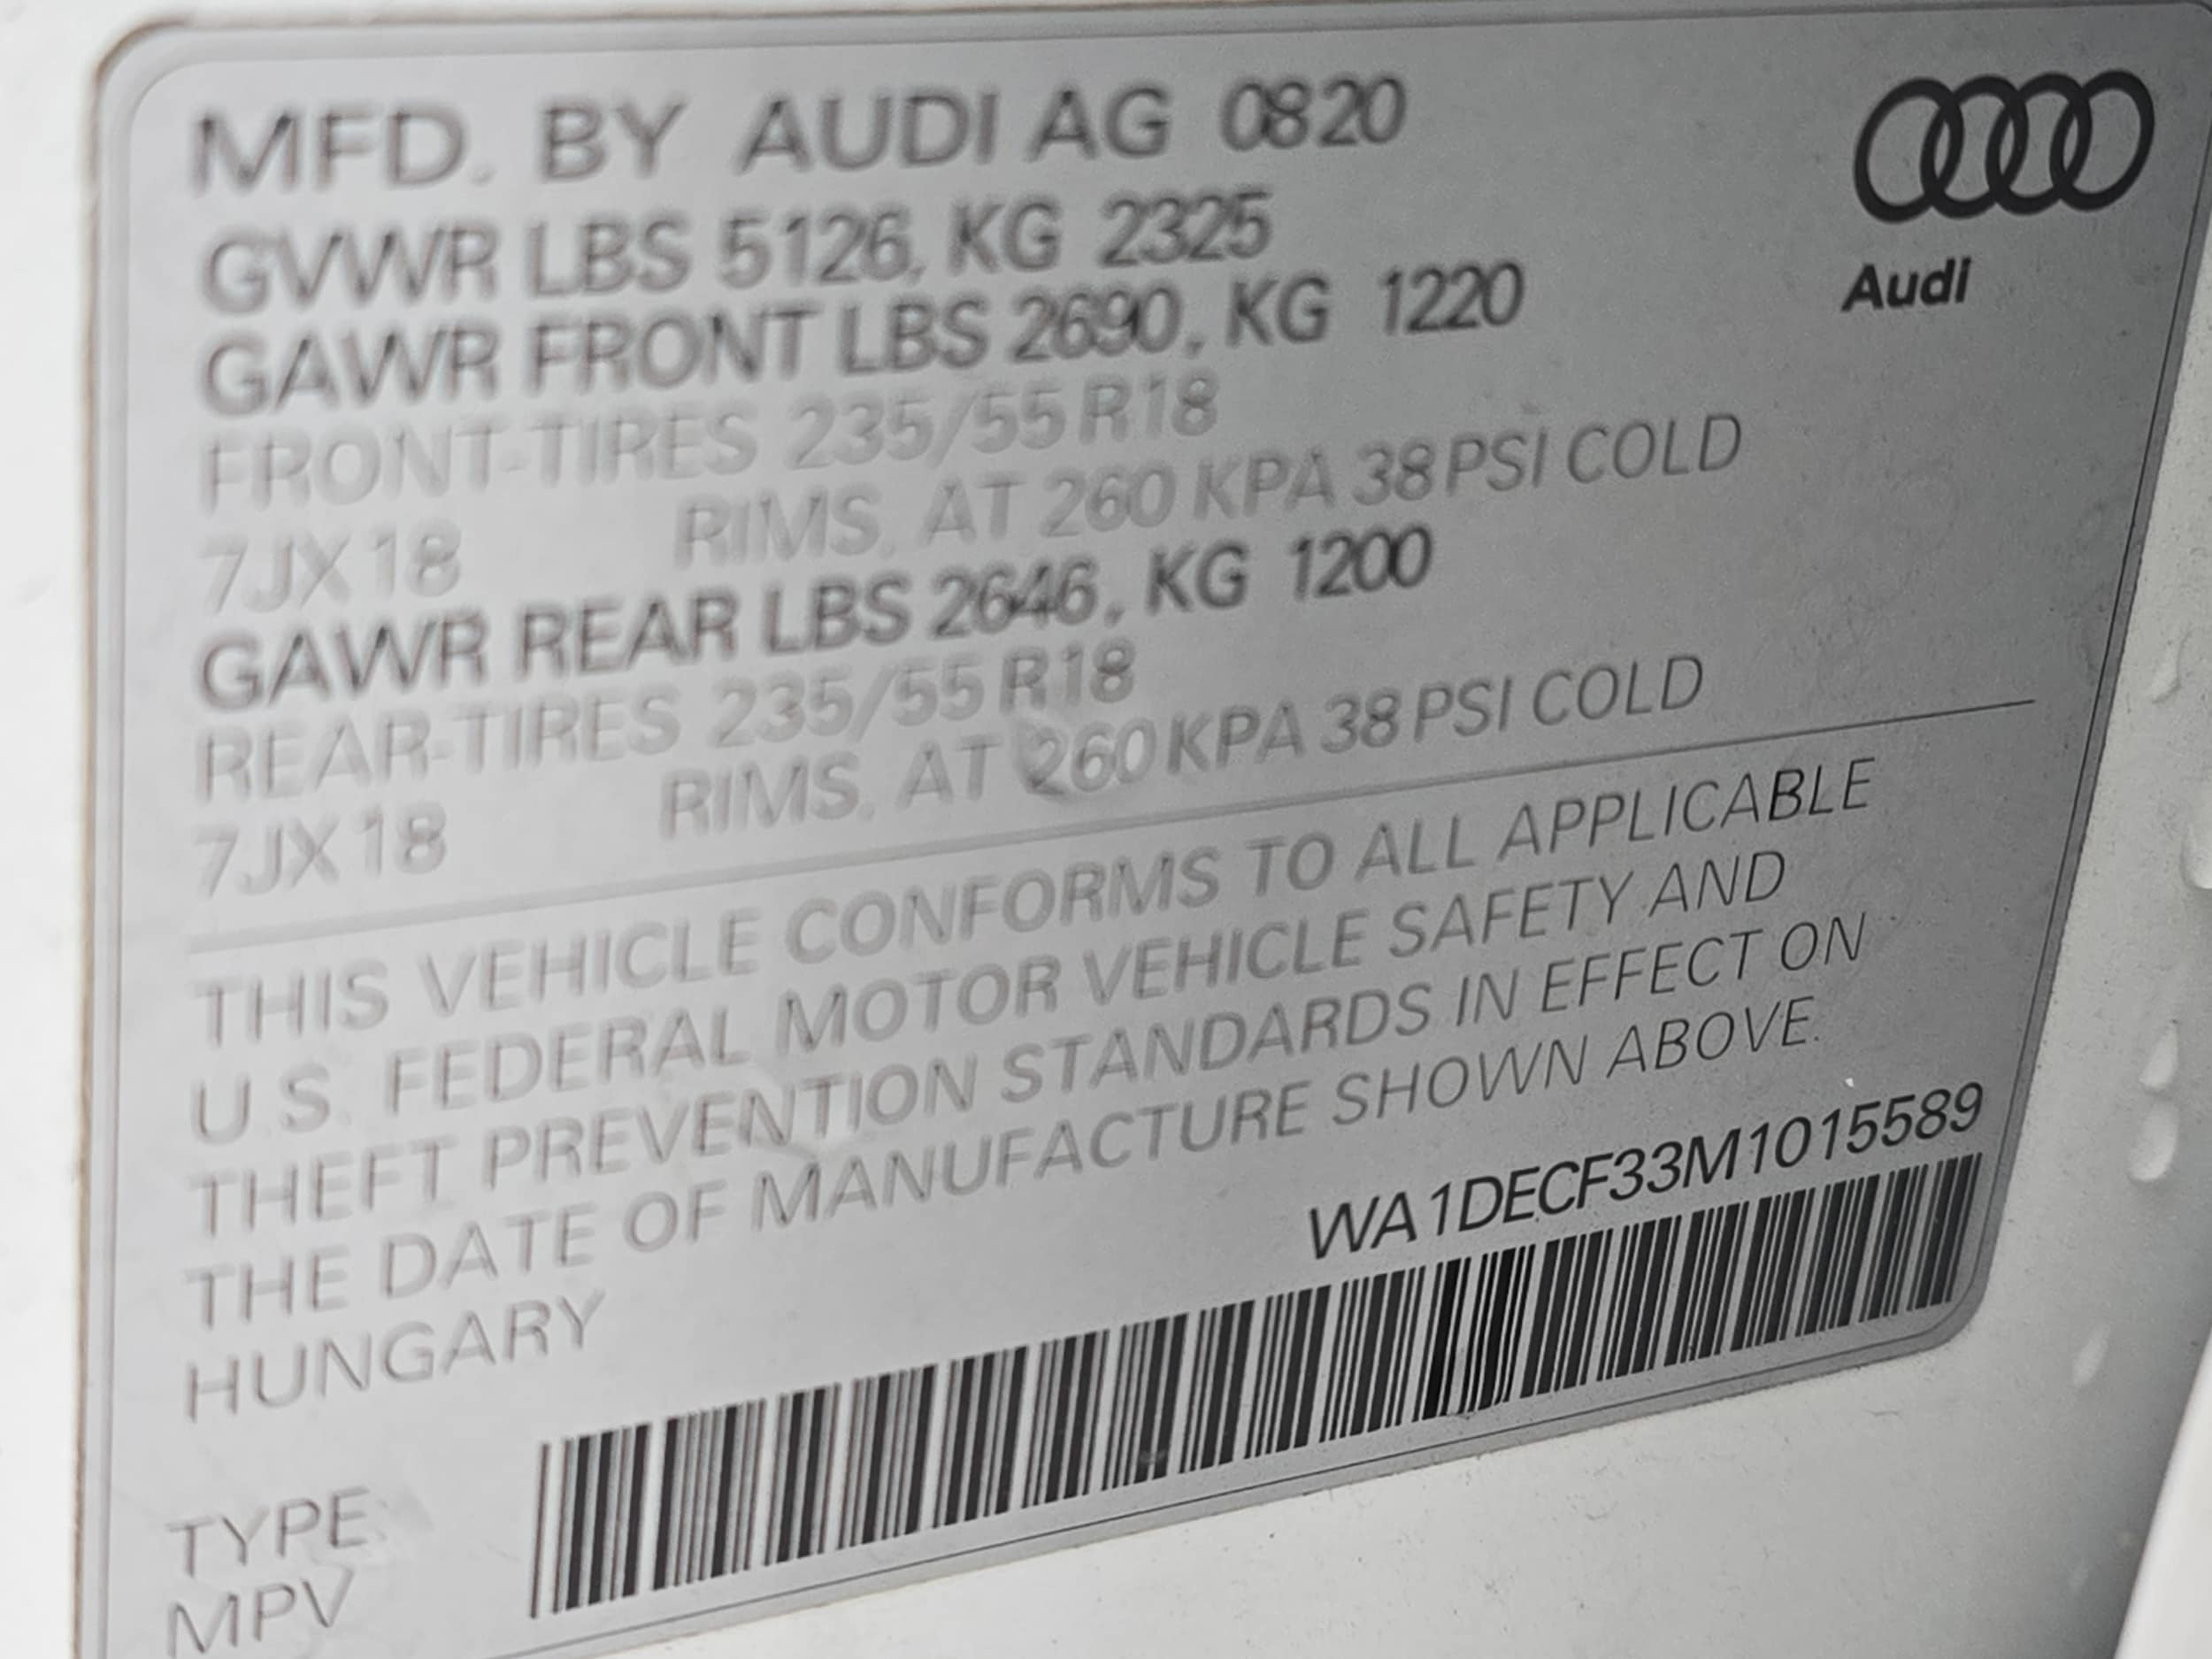 MFD. BY AUDI AG 0820
Audi
GVWR LBS 5126, KG 2325
GAWR FRONT LBS 2690, KG 1220
FRONT-TIRES 235/55 R18
7JX18 RIMS. AT 260 KPA 38 PSI COLD
GAWR REAR LBS 2646, KG 1200
REAR-TIRES 235/55 R18
7JX18 RIMS. AT 260 KPA 38 PSI COLD
THIS VEHICLE CONFORMS TO ALL APPLICABLE
U.S. FEDERAL MOTOR VEHICLE SAFETY AND
THEFT PREVENTION STANDARDS IN EFFECT ON
THE DATE OF MANUFACTURE SHOWN ABOVE.
HUNGARY
WA1DECF33M1015589
TYPE:
MPV